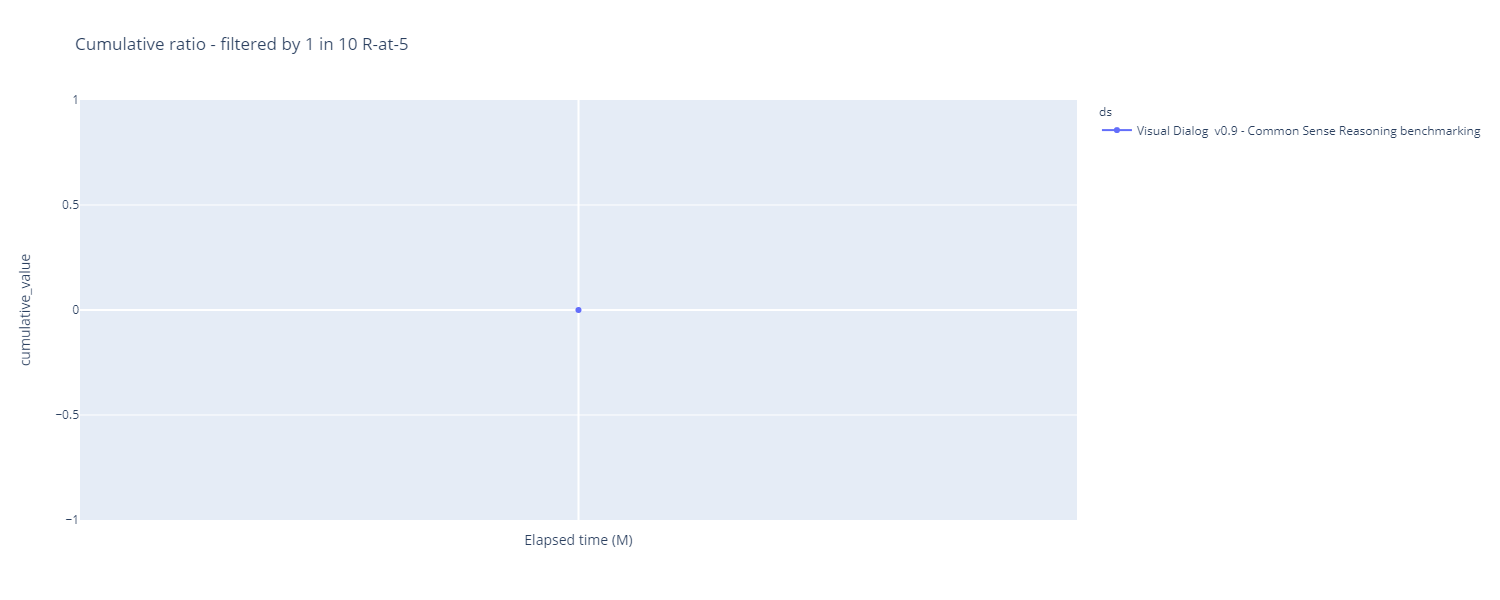 Cumulative ratio - filtered by 1 in 10 R-at-5
1
0.5
0
−0.5
−1
cumulative_value
Elapsed time (M)
ds
Visual Dialog  v0.9 - Common Sense Reasoning benchmarking